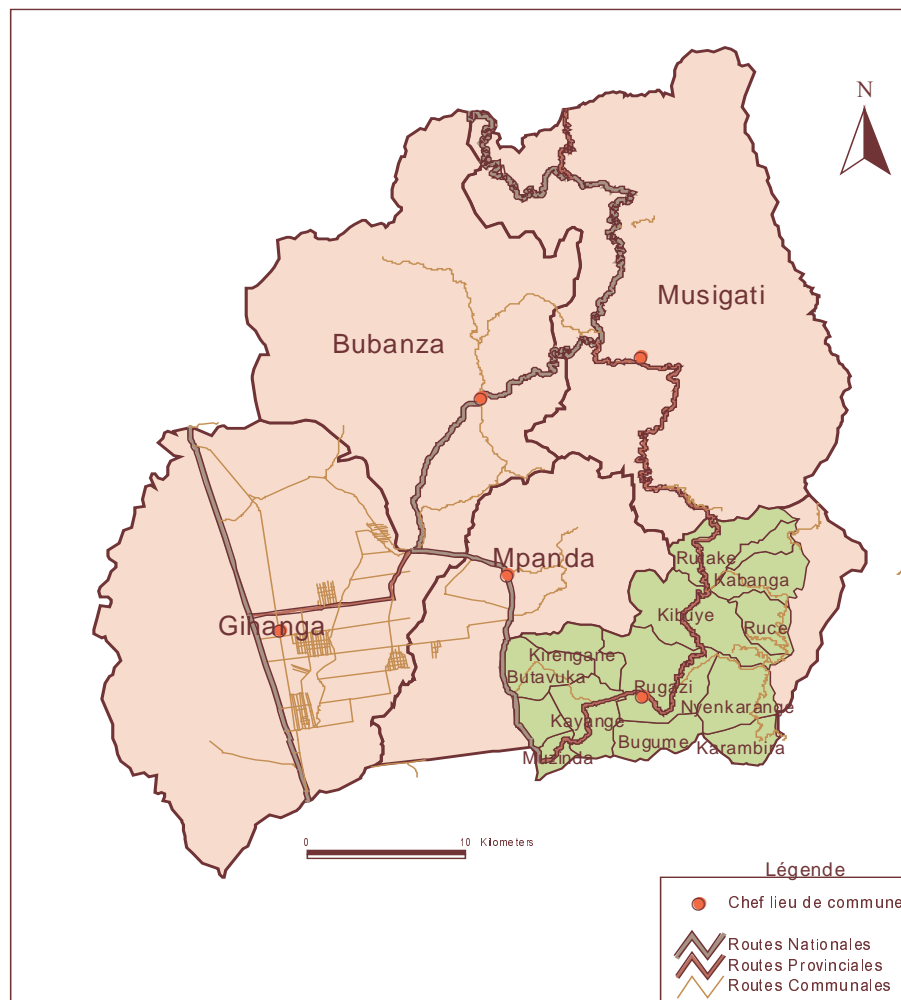 N
Musigati
Bubanza
Mpanda
Rutake
Kabanga
Kibuye
Gihanga
Ruce
Kirengane
Butavuka
Rugazi
Nyenkarange
Kayange
Bugume
Karambira
Muzinda
0 10 Kilometers
Légende
Chef lieu de commune
Routes Nationales
Routes Provinciales
Routes Communales